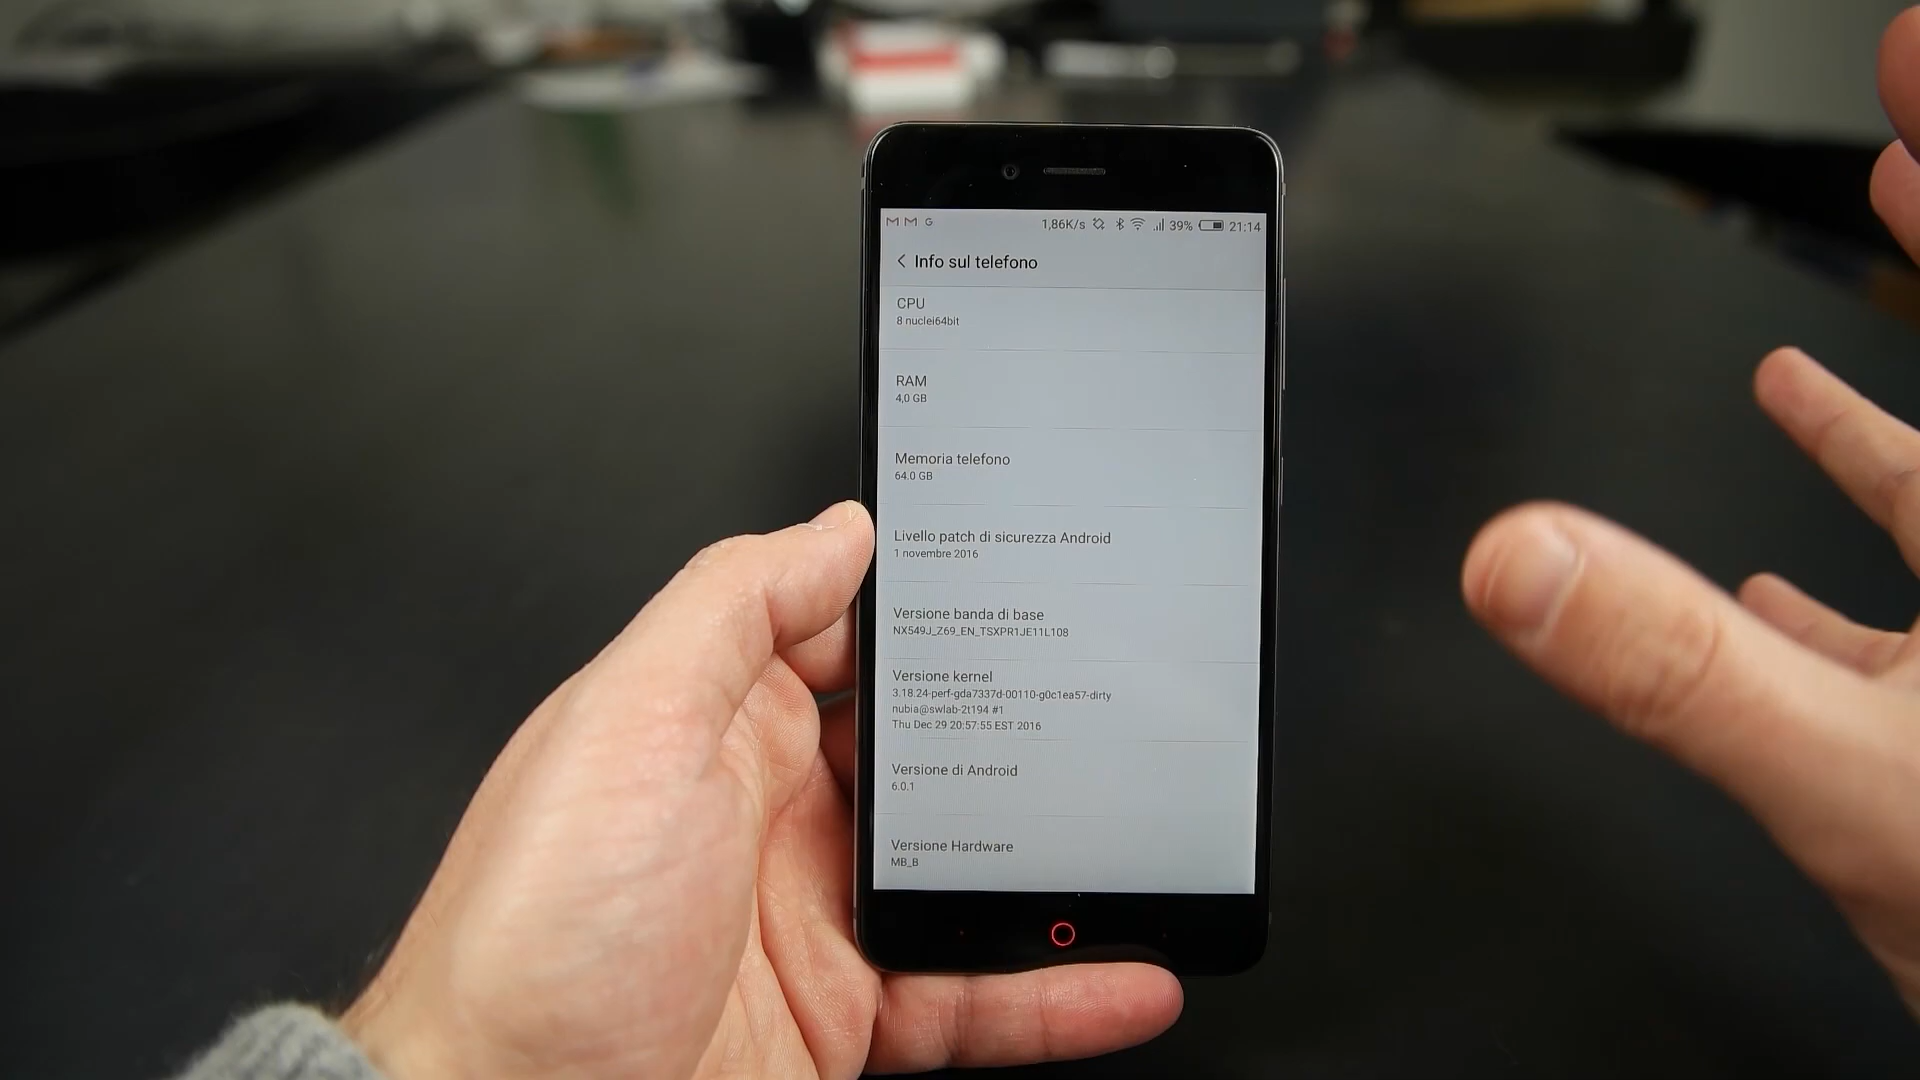 1,86K/s 39% 21:14
Info sul telefono
CPU
8 nuclei64bit
RAM
4,0 GB
Memoria telefono
64.0 GB
Livello patch di sicurezza Android
1 novembre 2016
Versione banda di base
NX549J_Z69_EN_TSXPR1JE11L108
Versione kernel
3.18.24-perf-gda7337d-00110-g0c1ea57-dirty
nubia@swlab-2t194 #1
Thu Dec 29 20:57:55 EST 2016
Versione di Android
6.0.1
Versione Hardware
MB_B